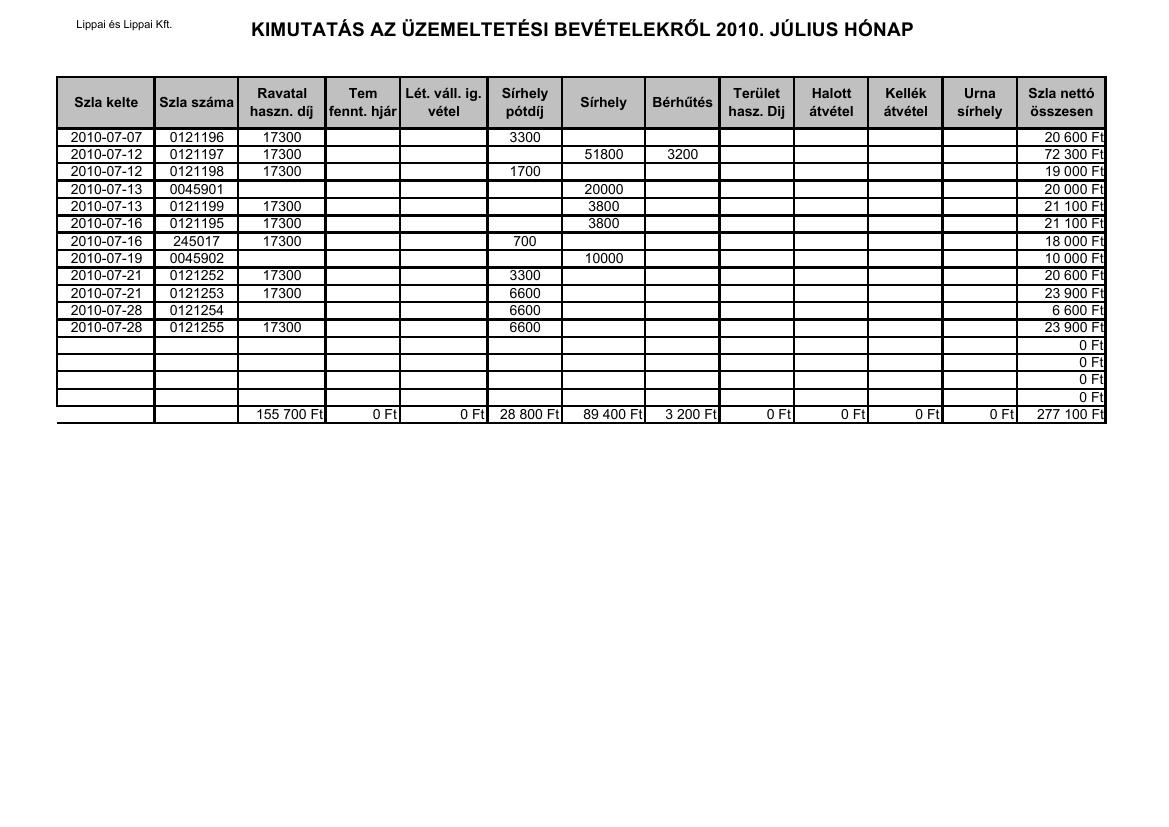 Lippai és Lippai Kft.
KIMUTATÁS AZ ÜZEMELTETÉSI BEVÉTELEKRŐL 2010. JÚLIUS HÓNAP
Szla kelte Szla száma Ravatal haszn. díj Tem fennt. hjár Lét. váll. ig. vétel Sírhely pótdíj Sírhely Bérhűtés Terület hasz. Dij Halott átvétel Kellék átvétel Urna sírhely Szla nettó összesen
2010-07-07 0121196 17300 3300 20 600 Ft
2010-07-12 0121197 17300 51800 3200 72 300 Ft
2010-07-12 0121198 17300 1700 19 000 Ft
2010-07-13 0045901 20000 20 000 Ft
2010-07-13 0121199 17300 3800 21 100 Ft
2010-07-16 0121195 17300 3800 21 100 Ft
2010-07-16 245017 17300 700 18 000 Ft
2010-07-19 0045902 10000 10 000 Ft
2010-07-21 0121252 17300 3300 20 600 Ft
2010-07-21 0121253 17300 6600 23 900 Ft
2010-07-28 0121254 6600 6 600 Ft
2010-07-28 0121255 17300 6600 23 900 Ft
0 Ft
0 Ft
0 Ft
0 Ft
155 700 Ft 0 Ft 0 Ft 28 800 Ft 89 400 Ft 3 200 Ft 0 Ft 0 Ft 0 Ft 0 Ft 277 100 Ft